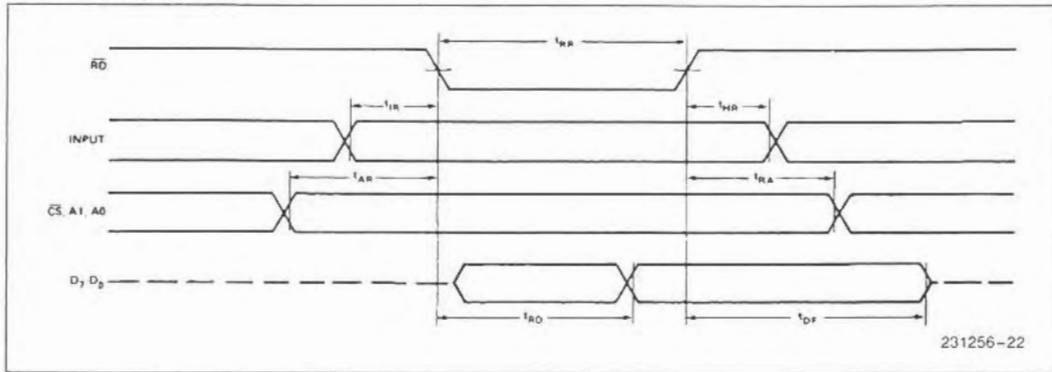 tRR
RD
tIR
tHR
INPUT
tAR
tRA
CS, A1, A0
D7-D0
tRD
tDF
231256-22